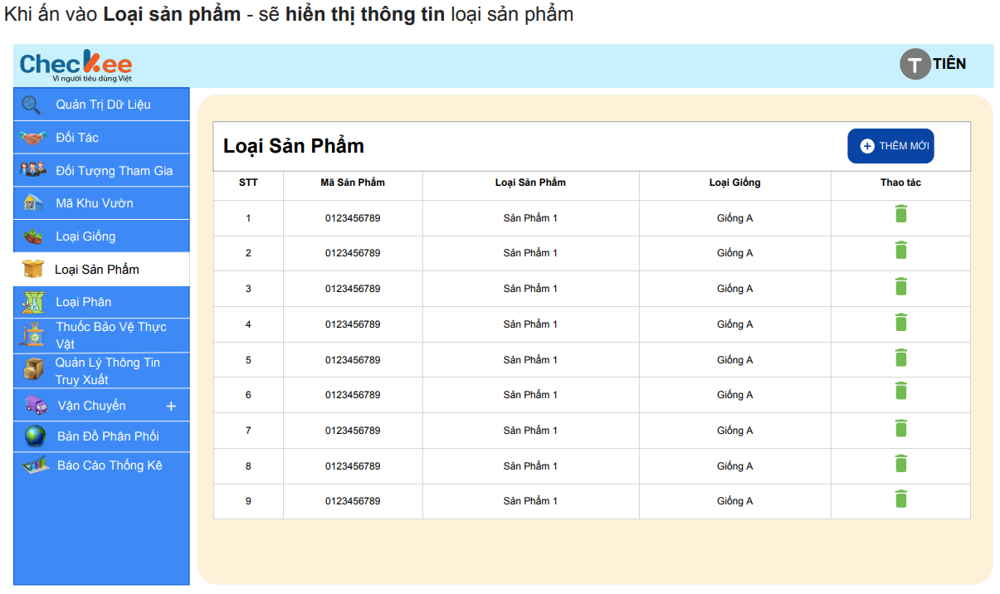 Khi ấn vào Loại sản phẩm - sẽ hiển thị thông tin loại sản phẩm
Checkee
Vì người tiêu dùng Việt
T TIÊN
Quản Trị Dữ Liệu
Đối Tác
Đối Tượng Tham Gia
Mã Khu Vườn
Loại Giống
Loại Sản Phẩm
Loại Phân
Thuốc Bảo Vệ Thực
Vật
Quản Lý Thông Tin
Truy Xuất
Vận Chuyển +
Bản Đồ Phân Phối
Báo Cáo Thống Kê
Loại Sản Phẩm
THÊM MỚI
STT Mã Sản Phẩm Loại Sản Phẩm Loại Giống Thao tác
1 0123456789 Sản Phẩm 1 Giống A
2 0123456789 Sản Phẩm 1 Giống A
3 0123456789 Sản Phẩm 1 Giống A
4 0123456789 Sản Phẩm 1 Giống A
5 0123456789 Sản Phẩm 1 Giống A
6 0123456789 Sản Phẩm 1 Giống A
7 0123456789 Sản Phẩm 1 Giống A
8 0123456789 Sản Phẩm 1 Giống A
9 0123456789 Sản Phẩm 1 Giống A